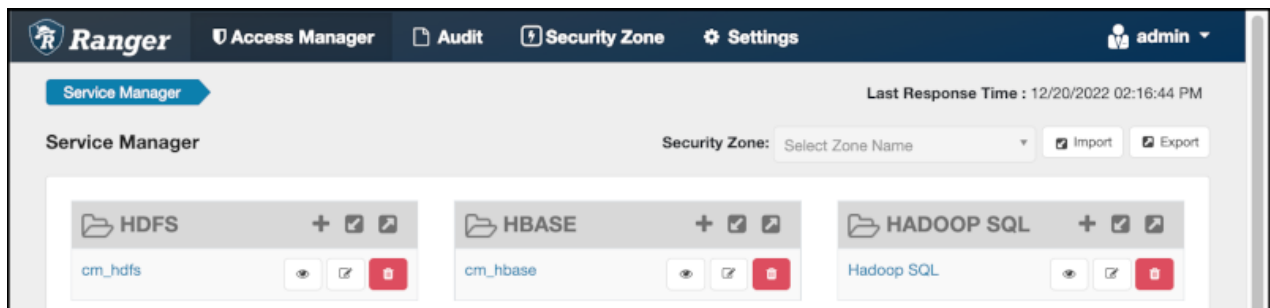 Ranger Access Manager Audit Security Zone Settings admin
Service Manager Last Response Time : 12/20/2022 02:16:44 PM
Service Manager Security Zone: Select Zone Name Import Export
HDFS HBASE HADOOP SQL
cm_hdfs cm_hbase Hadoop SQL